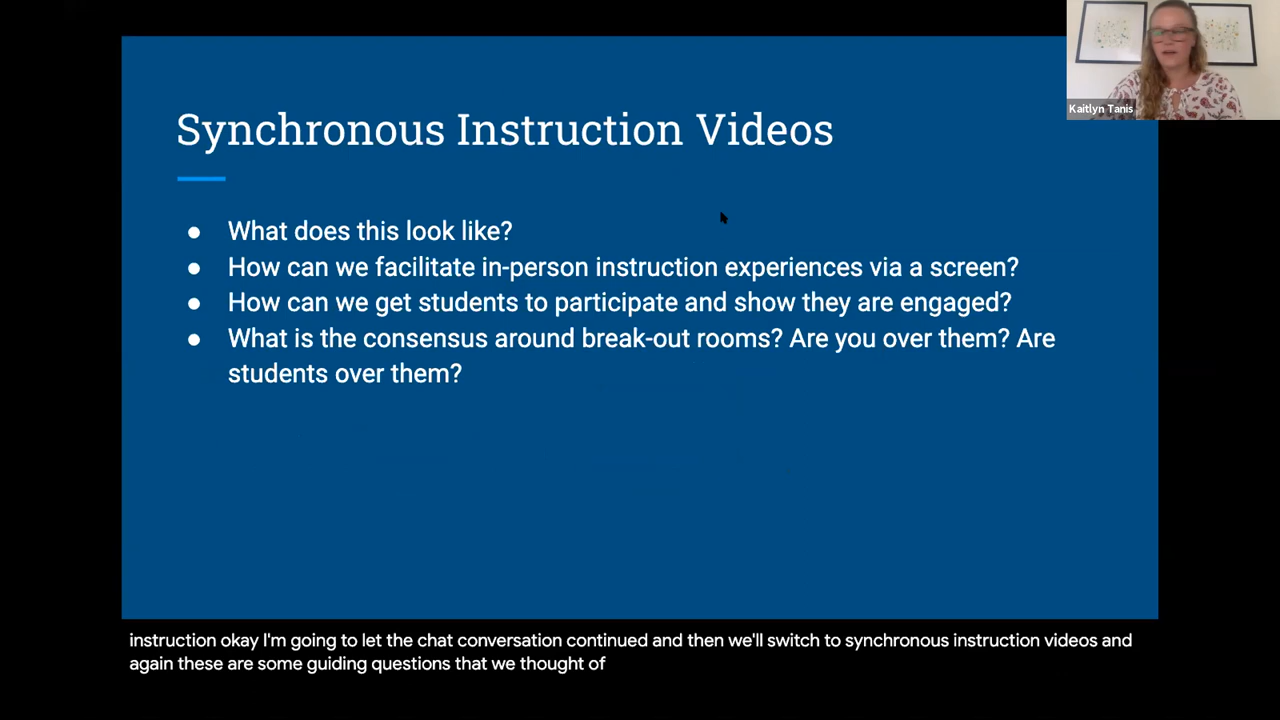 Kaitlyn Tanis
Synchronous Instruction Videos
● What does this look like?
● How can we facilitate in-person instruction experiences via a screen?
● How can we get students to participate and show they are engaged?
● What is the consensus around break-out rooms? Are you over them? Are
students over them?
instruction okay I'm going to let the chat conversation continued and then we'll switch to synchronous instruction videos and
again these are some guiding questions that we thought of